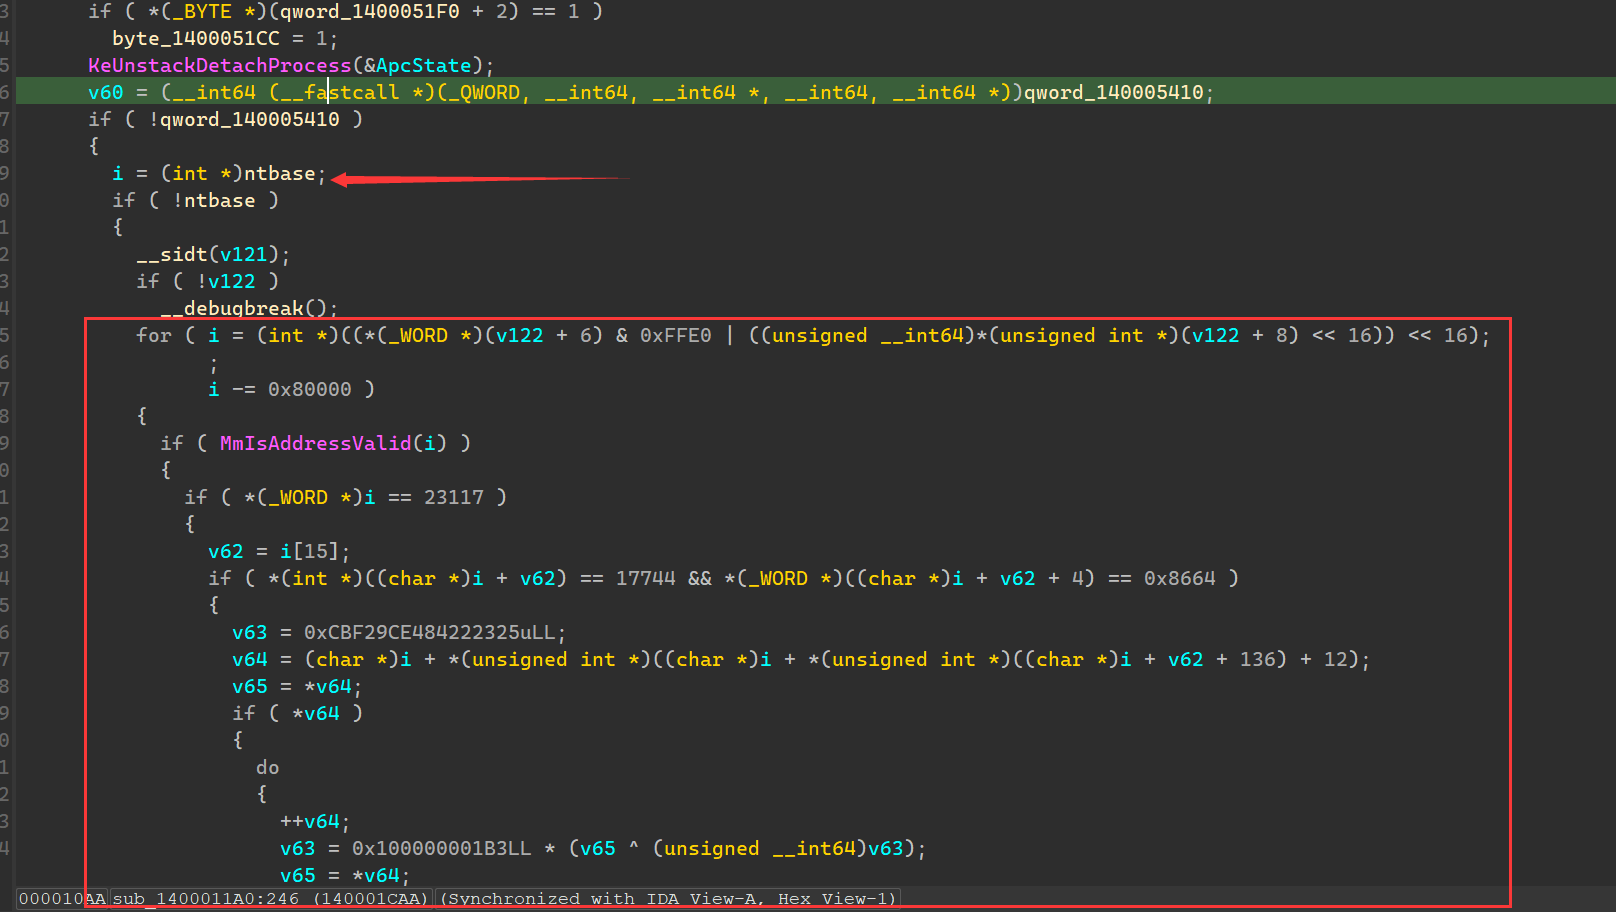 3 if ( *(_BYTE *)(qword_1400051F0 + 2) == 1 )
4 byte_1400051CC = 1;
5 KeUnstackDetachProcess(&ApcState);
6 v60 = (__int64 (__fastcall *)(_QWORD, __int64, __int64 *, __int64, __int64 *))qword_140005410;
7 if ( !qword_140005410 )
8 {
9 i = (int *)ntbase;
0 if ( !ntbase )
1 {
2 __sidt(v121);
3 if ( !v122 )
4 __debugbreak();
5 for ( i = (int *)((*(_WORD *)(v122 + 6) & 0xFFE0 | ((unsigned __int64)*(unsigned int *)(v122 + 8) << 16)) << 16);
6 ;
7 i -= 0x80000 )
8 {
9 if ( MmIsAddressValid(i) )
0 {
1 if ( *(_WORD *)i == 23117 )
2 {
3 v62 = i[15];
4 if ( *(int *)((char *)i + v62) == 17744 && *(_WORD *)((char *)i + v62 + 4) == 0x8664 )
5 {
6 v63 = 0xCBF29CE484222325uLL;
7 v64 = (char *)i + *(unsigned int *)((char *)i + *(unsigned int *)((char *)i + v62 + 136) + 12);
8 v65 = *v64;
9 if ( *v64 )
0 {
1 do
2 {
3 ++v64;
4 v63 = 0x100000001B3LL * (v65 ^ (unsigned __int64)v63);
v65 = *v64;
000010AA sub_1400011A0:246 (140001CAA) (Synchronized with IDA View-A, Hex View-1)